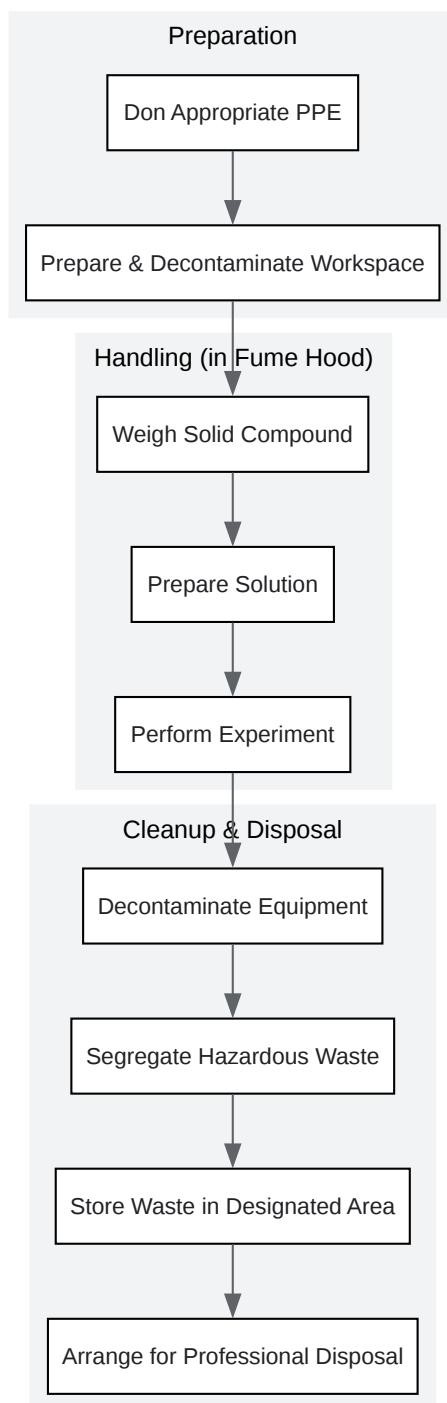 Preparation
Don Appropriate PPE
Prepare & Decontaminate Workspace
Handling (in Fume Hood)
Weigh Solid Compound
Prepare Solution
Perform Experiment
Cleanup & Disposal
Decontaminate Equipment
Segregate Hazardous Waste
Store Waste in Designated Area
Arrange for Professional Disposal